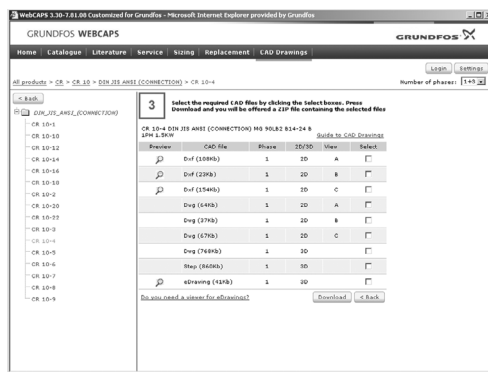 WebCAPS 3.30-7.01.08 Customized for Grundfos - Microsoft Internet Explorer provided by Grundfos
GRUNDFOS WEBCAPS
GRUNDFOS
Home Catalogue Literature Service Sizing Replacement CAD Drawings
Login Settings
All products > CR > CR 10 > DIN JIS ANSI (CONNECTION) > CR 10-4
Number of phases: 1+3
< Back
DIN_JIS_ANSI_(CONNECTION)
CR 10-1
CR 10-10
CR 10-12
CR 10-14
CR 10-16
CR 10-18
CR 10-2
CR 10-20
CR 10-22
CR 10-3
CR 10-4
CR 10-5
CR 10-6
CR 10-7
CR 10-8
CR 10-9
3
Select the required CAD files by clicking the Select boxes. Press
Download and you will be offered a ZIP file containing the selected files
CR 10-4 DIN JIS ANSI (CONNECTION) MG 90LB2 B14-24 B
1PH 1.5KW
Guide to CAD Drawings
Preview CAD file Phase 2D/3D View Select
Dxf (108Kb) 1 2D A
Dxf (23Kb) 1 2D B
Dxf (154Kb) 1 2D C
Dwg (64Kb) 1 2D A
Dwg (37Kb) 1 2D B
Dwg (67Kb) 1 2D C
Dwg (768Kb) 1 3D
Step (860Kb) 1 3D
eDrawing (41Kb) 1 3D
Do you need a viewer for eDrawings?
Download < Back